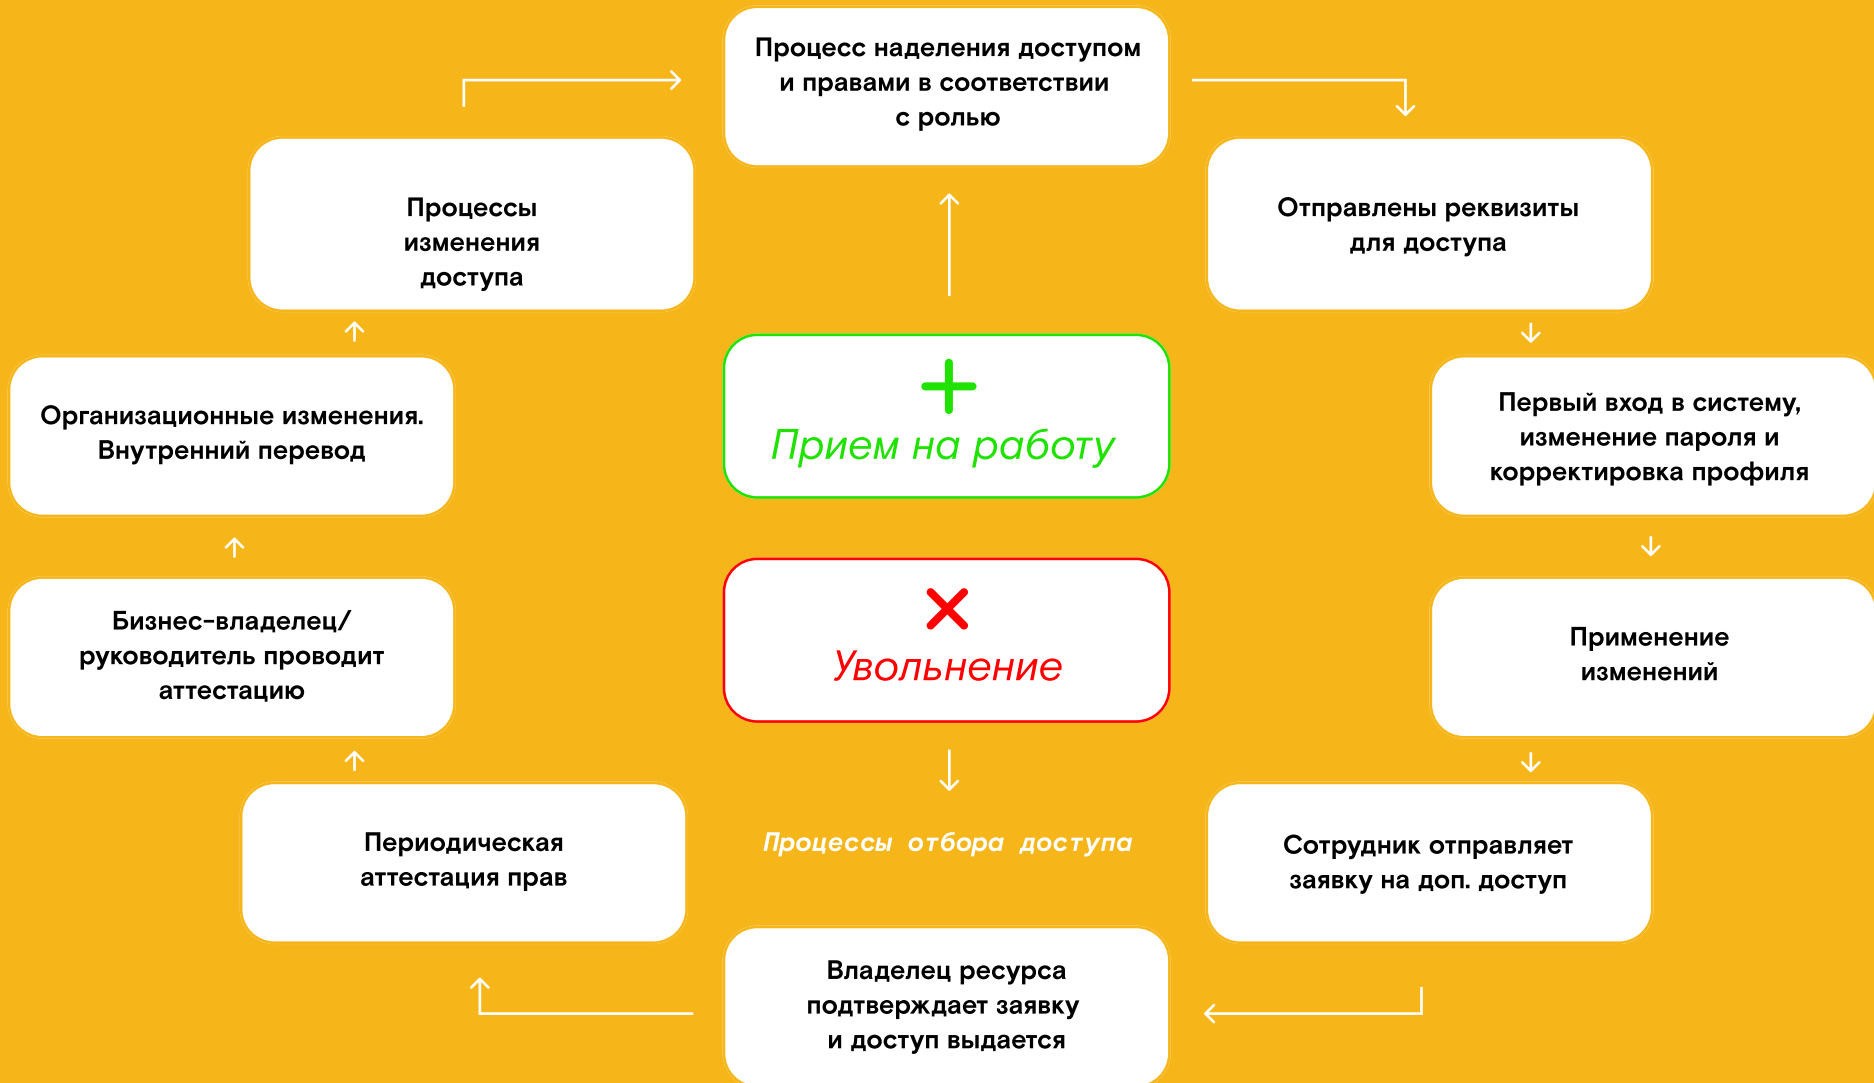 Процесс наделения доступом
и правами в соответствии
с ролью
Процессы
изменения
доступа
Отправлены реквизиты
для доступа
Организационные изменения.
Внутренний перевод
Прием на работу
Первый вход в систему,
изменение пароля и
корректировка профиля
Бизнес-владелец/
руководитель проводит
аттестацию
Увольнение
Применение
изменений
Периодическая
аттестация прав
Процессы отбора доступа
Сотрудник отправляет
заявку на доп. доступ
Владелец ресурса
подтверждает заявку
и доступ выдается